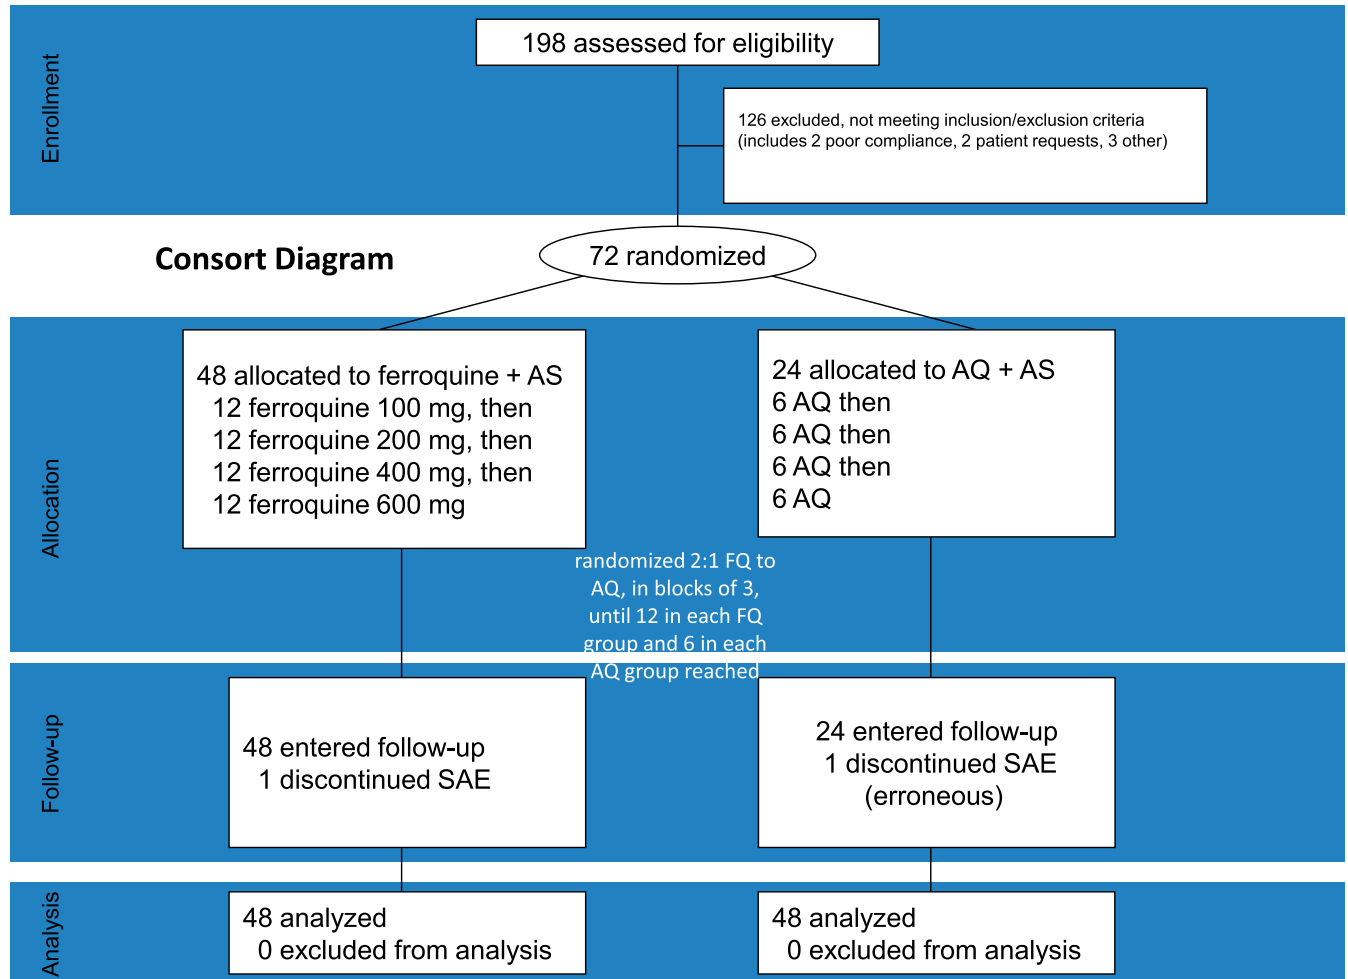 Enrollment
198 assessed for eligibility
126 excluded, not meeting inclusion/exclusion criteria
(includes 2 poor compliance, 2 patient requests, 3 other)
Consort Diagram
72 randomized
Allocation
48 allocated to ferroquine + AS
12 ferroquine 100 mg, then
12 ferroquine 200 mg, then
12 ferroquine 400 mg, then
12 ferroquine 600 mg
24 allocated to AQ + AS
6 AQ then
6 AQ then
6 AQ then
6 AQ
randomized 2:1 FQ to
AQ, in blocks of 3,
until 12 in each FQ
group and 6 in each
AQ group reached
Follow-up
48 entered follow-up
1 discontinued SAE
24 entered follow-up
1 discontinued SAE
(erroneous)
Analysis
48 analyzed
0 excluded from analysis
48 analyzed
0 excluded from analysis